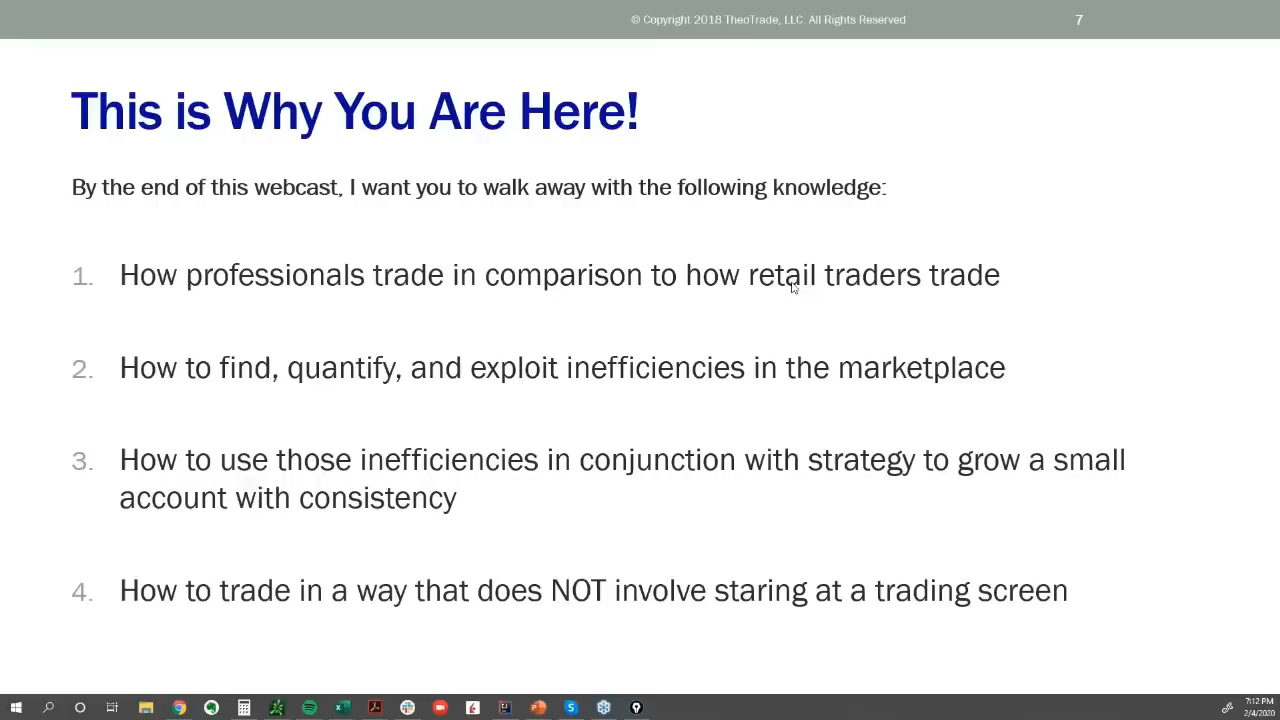 © Copyright 2018 TheoTrade, LLC. All Rights Reserved 7
This is Why You Are Here!
By the end of this webcast, I want you to walk away with the following knowledge:
1. How professionals trade in comparison to how retail traders trade
2. How to find, quantify, and exploit inefficiencies in the marketplace
3. How to use those inefficiencies in conjunction with strategy to grow a small
account with consistency
4. How to trade in a way that does NOT involve staring at a trading screen
7:12 PM
2/4/2020